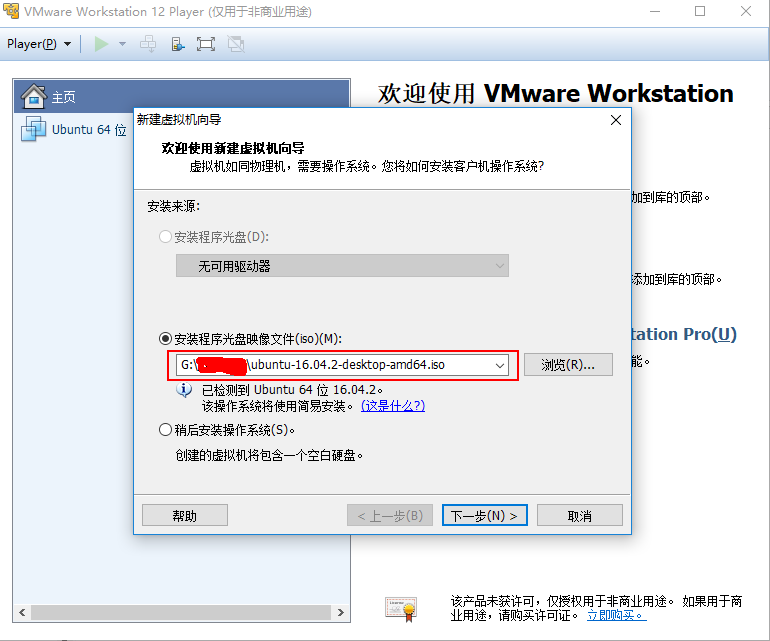 VMware Workstation 12 Player (仅用于非商业用途)
Player(P)
主页
Ubuntu 64 位
欢迎使用 VMware Workstation
加到库的顶部。
添加到库的顶部。
tation Pro(U)
能。
新建虚拟机向导
欢迎使用新建虚拟机向导
虚拟机如同物理机，需要操作系统。您将如何安装客户机操作系统?
安装来源:
安装程序光盘(D):
无可用驱动器
安装程序光盘映像文件(iso)(M):
G:\ \ubuntu-16.04.2-desktop-amd64.iso
浏览(R)...
已检测到 Ubuntu 64 位 16.04.2。
该操作系统将使用简易安装。 (这是什么?)
稍后安装操作系统(S)。
创建的虚拟机将包含一个空白硬盘。
帮助
< 上一步(B)
下一步(N) >
取消
该产品未获许可，仅授权用于非商业用途。 如果用于商
业用途，请购买许可证。 立即购买。